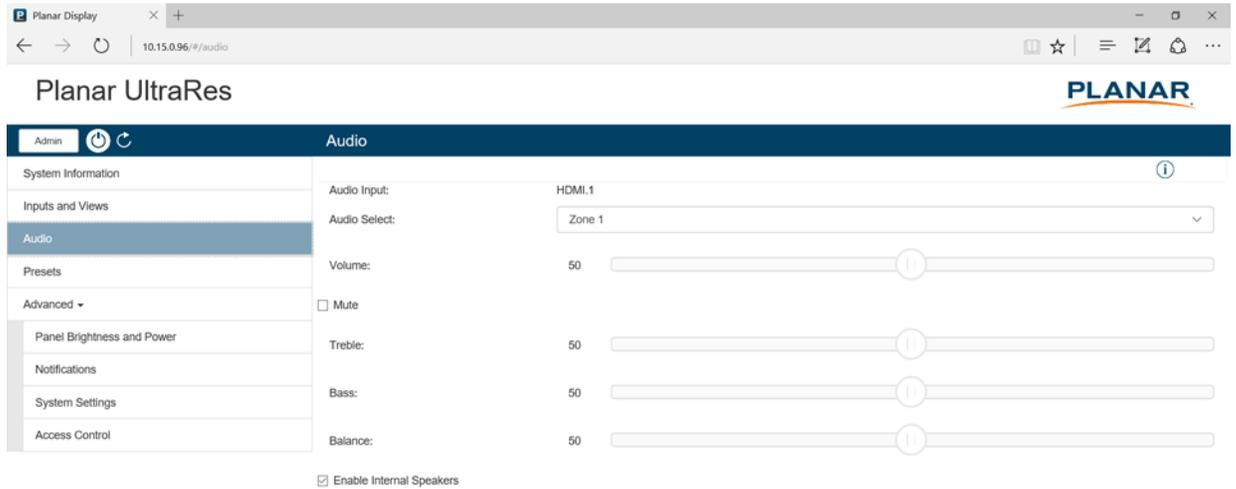 Planar Display
10.15.0.96/#/audio
Planar UltraRes
PLANAR
Admin
Audio
System Information
Inputs and Views
Audio
Presets
Advanced
Panel Brightness and Power
Notifications
System Settings
Access Control
Audio Input: HDMI.1
Audio Select: Zone 1
Volume: 50
Mute
Treble: 50
Bass: 50
Balance: 50
Enable Internal Speakers